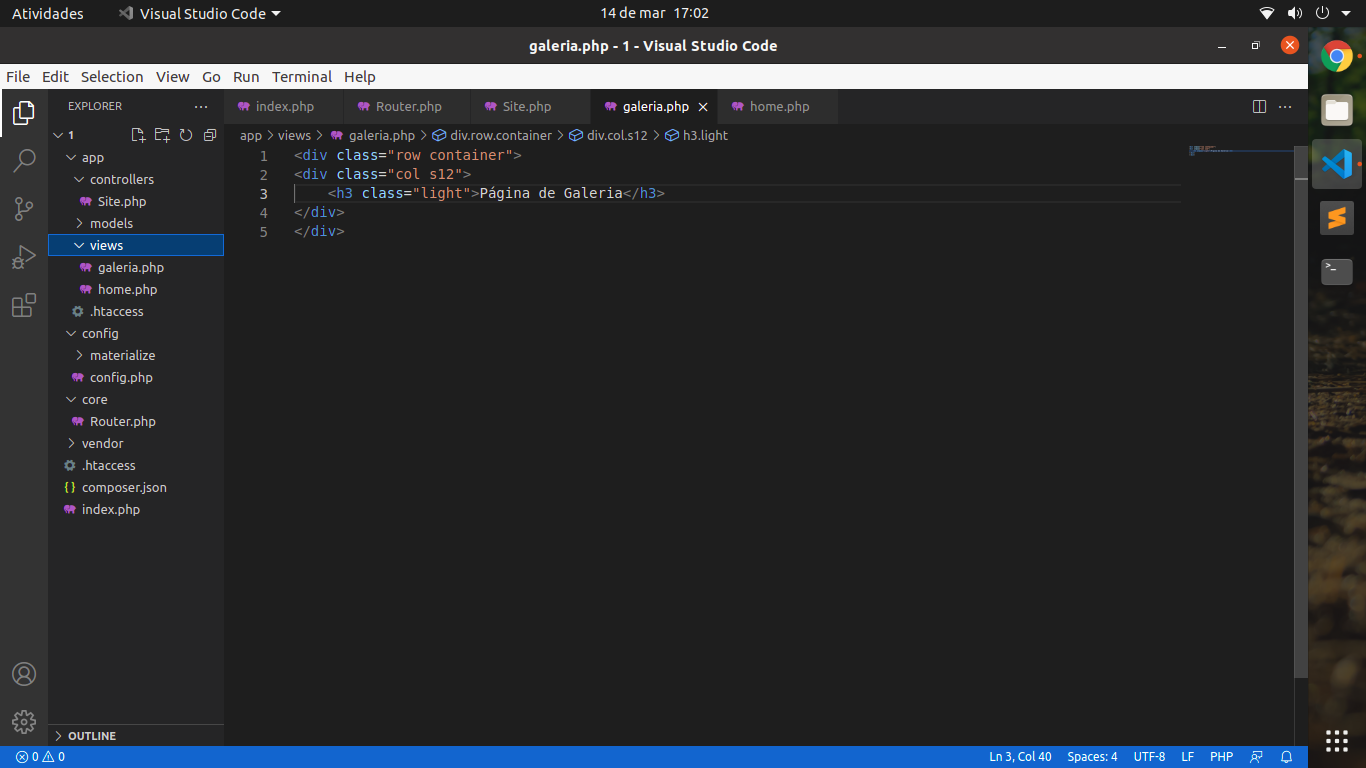 Atividades Visual Studio Code 14 de mar 17:02
galeria.php - 1 - Visual Studio Code
File Edit Selection View Go Run Terminal Help
EXPLORER
index.php Router.php Site.php galeria.php home.php
1
app
controllers
Site.php
models
views
galeria.php
home.php
.htaccess
config
materialize
config.php
core
Router.php
vendor
.htaccess
composer.json
index.php
OUTLINE
app > views > galeria.php > div.row.container > div.col.s12 > h3.light
1 <div class="row container">
2 <div class="col s12">
3     <h3 class="light">Página de Galeria</h3>
4 </div>
5 </div>
0 0 Ln 3, Col 40 Spaces: 4 UTF-8 LF PHP